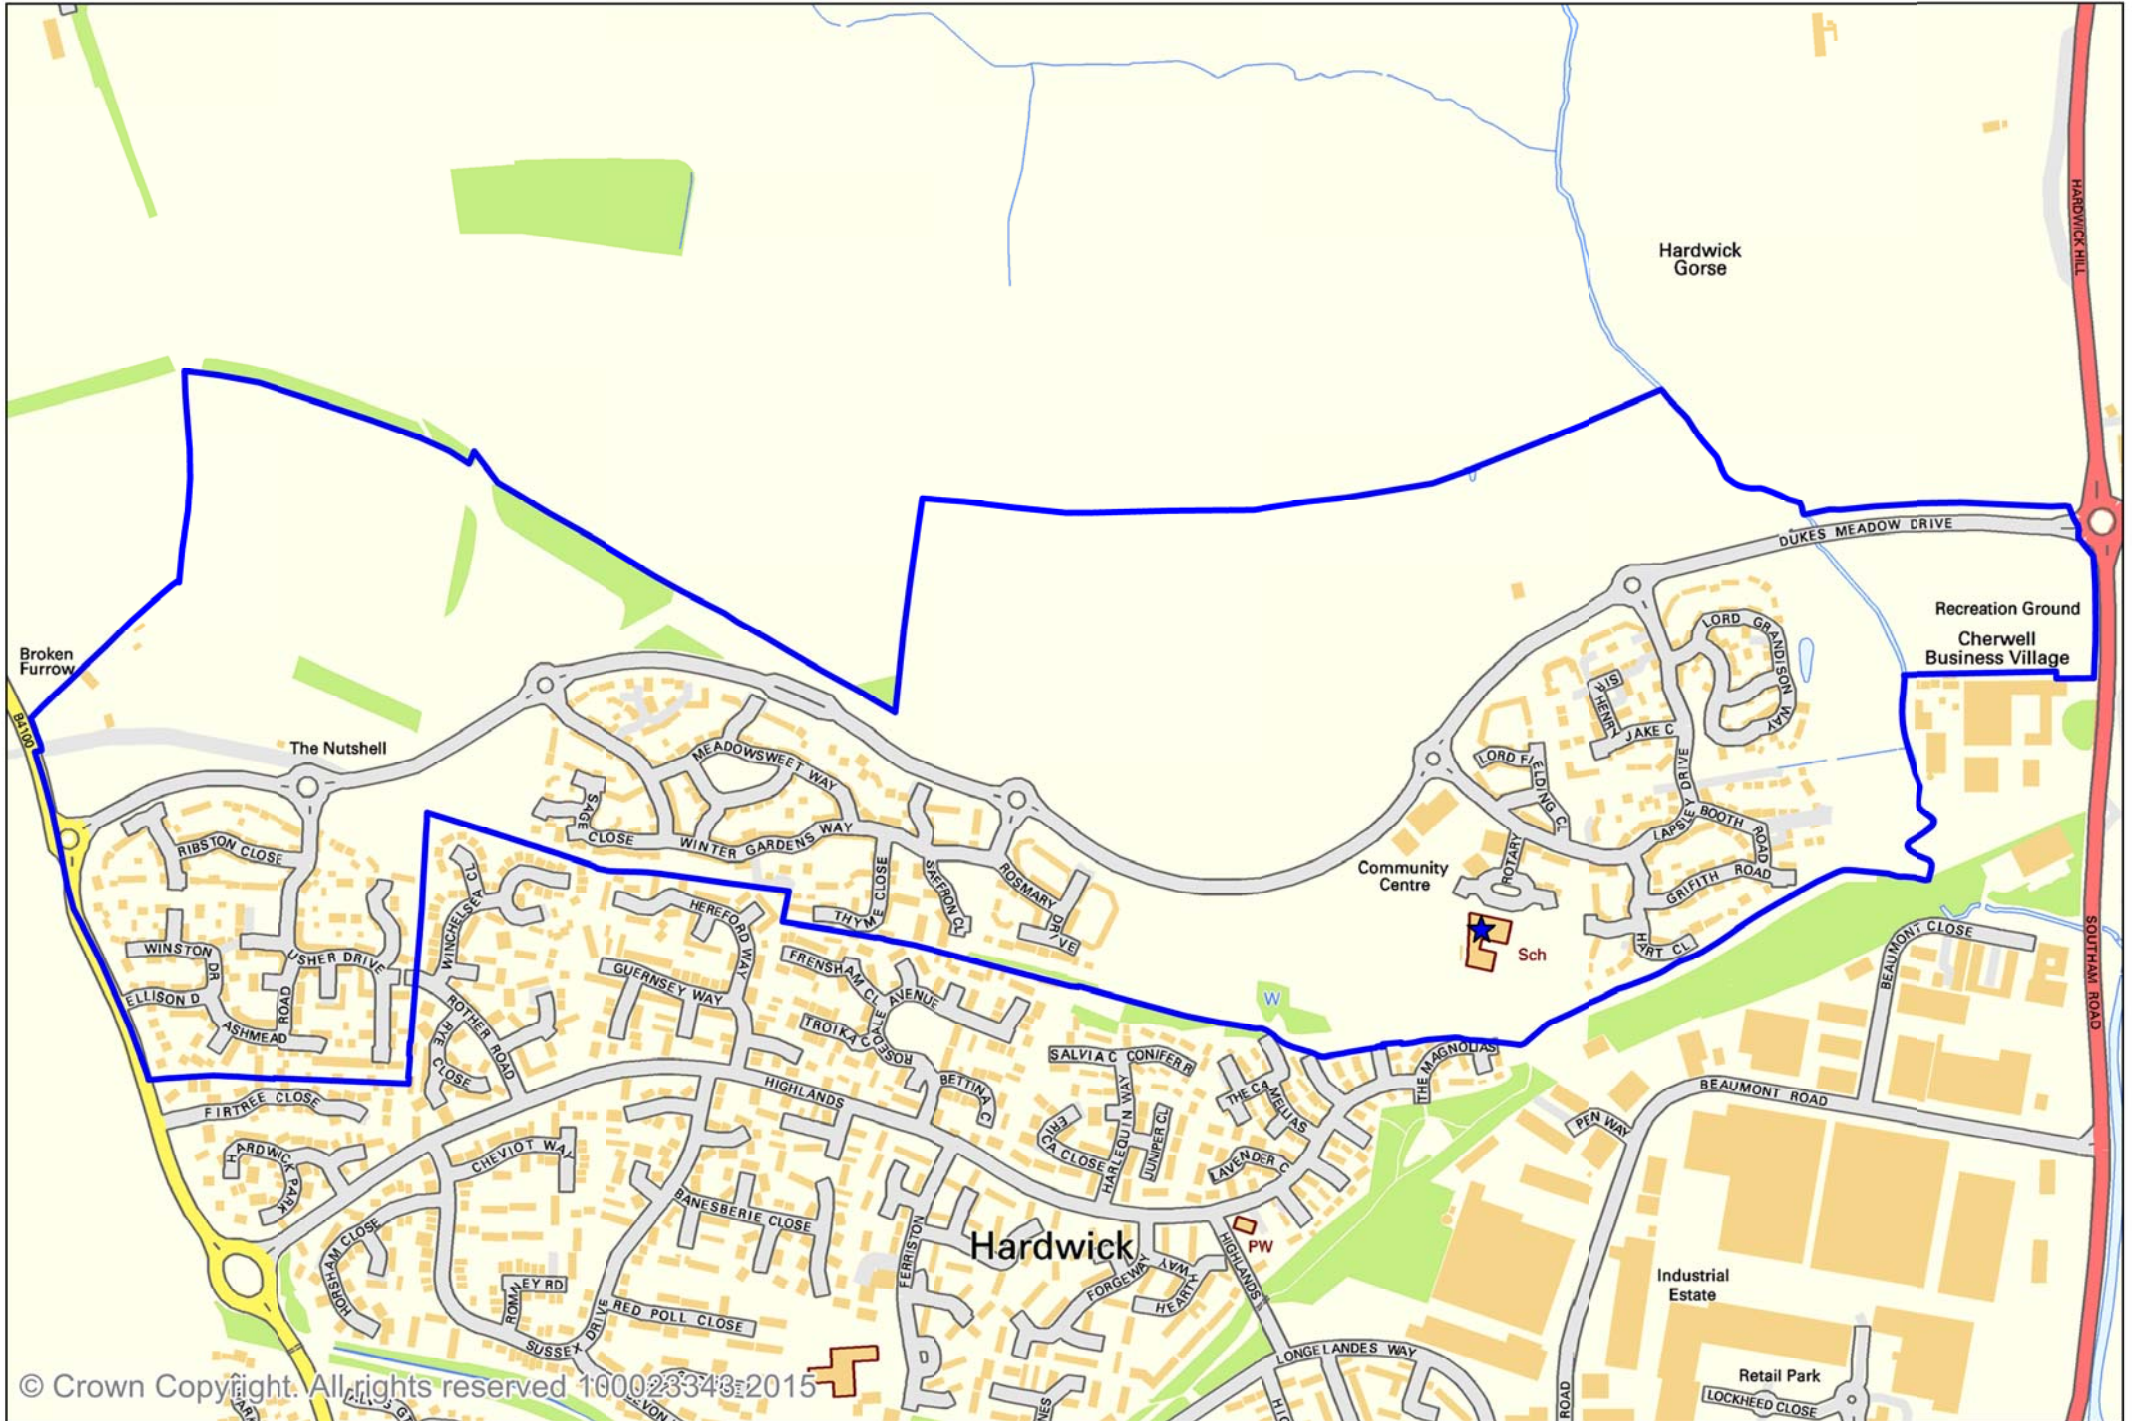 HARDWICK HILL
Hardwick
Gorse
DUKES MEADOW DRIVE
Recreation Ground
Cherwell
Business Village
Broken
Furrow
B4100
The Nutshell
LORD GRANDISON WAY
SIR HENRY
JAKE C
LORD FIELDING CL
LAPSLEY DRIVE
BOOTH ROAD
GRIFITH ROAD
HART CL
ROTARY
Community
Centre
Sch
MEADOWSWEET WAY
SAGE
CLOSE
WINTER GARDENS WAY
THYME CLOSE
SAFFRON CL
ROSMARY DRIVE
RIBSTON CLOSE
WINSTON DR
USHER DRIVE
ELLISON D
ASHMEAD
ROAD
WINCHELSEA CL
ROTHER ROAD
RYE CLOSE
HEREFORD WAY
GUERNSEY WAY
FRENSHAM CL
AVENUE
ROSEDALE
TROIKA C
BETTINA C
W
SALVIA C
CONIFER R
HARLEQUIN WAY
JUNIPER CL
ERICA CLOSE
THE CAMELLIAS
THE MAGNOLIAS
LAVENDER C
BEAUMONT CLOSE
BEAUMONT ROAD
SOUTHAM ROAD
PEN WAY
FIRTREE CLOSE
HARDWICK PARK
HIGHLANDS
CHEVIOT WAY
BANESBERIE CLOSE
HORSHAM CLOSE
ROMNEY RD
RED POLL CLOSE
SUSSEX DRIVE
FERRISTON
Hardwick
PW
HIGHLANDS
FORGEWAY
HEARTH WAY
LONGELANDES WAY
Industrial
Estate
Retail Park
LOCKHEED CLOSE
ROAD
© Crown Copyright. All rights reserved 100023343 2015